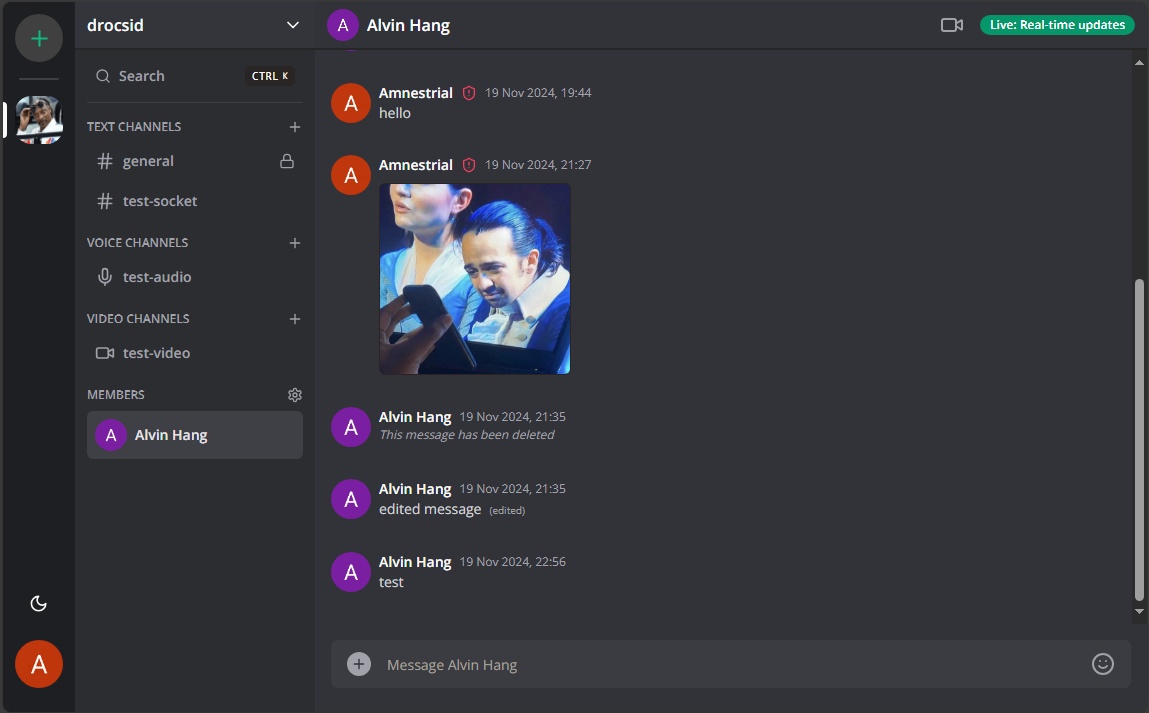 drocsid
Search
CTRL K
TEXT CHANNELS
general
test-socket
VOICE CHANNELS
test-audio
VIDEO CHANNELS
test-video
MEMBERS
A Alvin Hang
A
A Alvin Hang
Live: Real-time updates
A Amnestrial 19 Nov 2024, 19:44
hello
A Amnestrial 19 Nov 2024, 21:27
A Alvin Hang 19 Nov 2024, 21:35
This message has been deleted
A Alvin Hang 19 Nov 2024, 21:35
edited message (edited)
A Alvin Hang 19 Nov 2024, 22:56
test
Message Alvin Hang